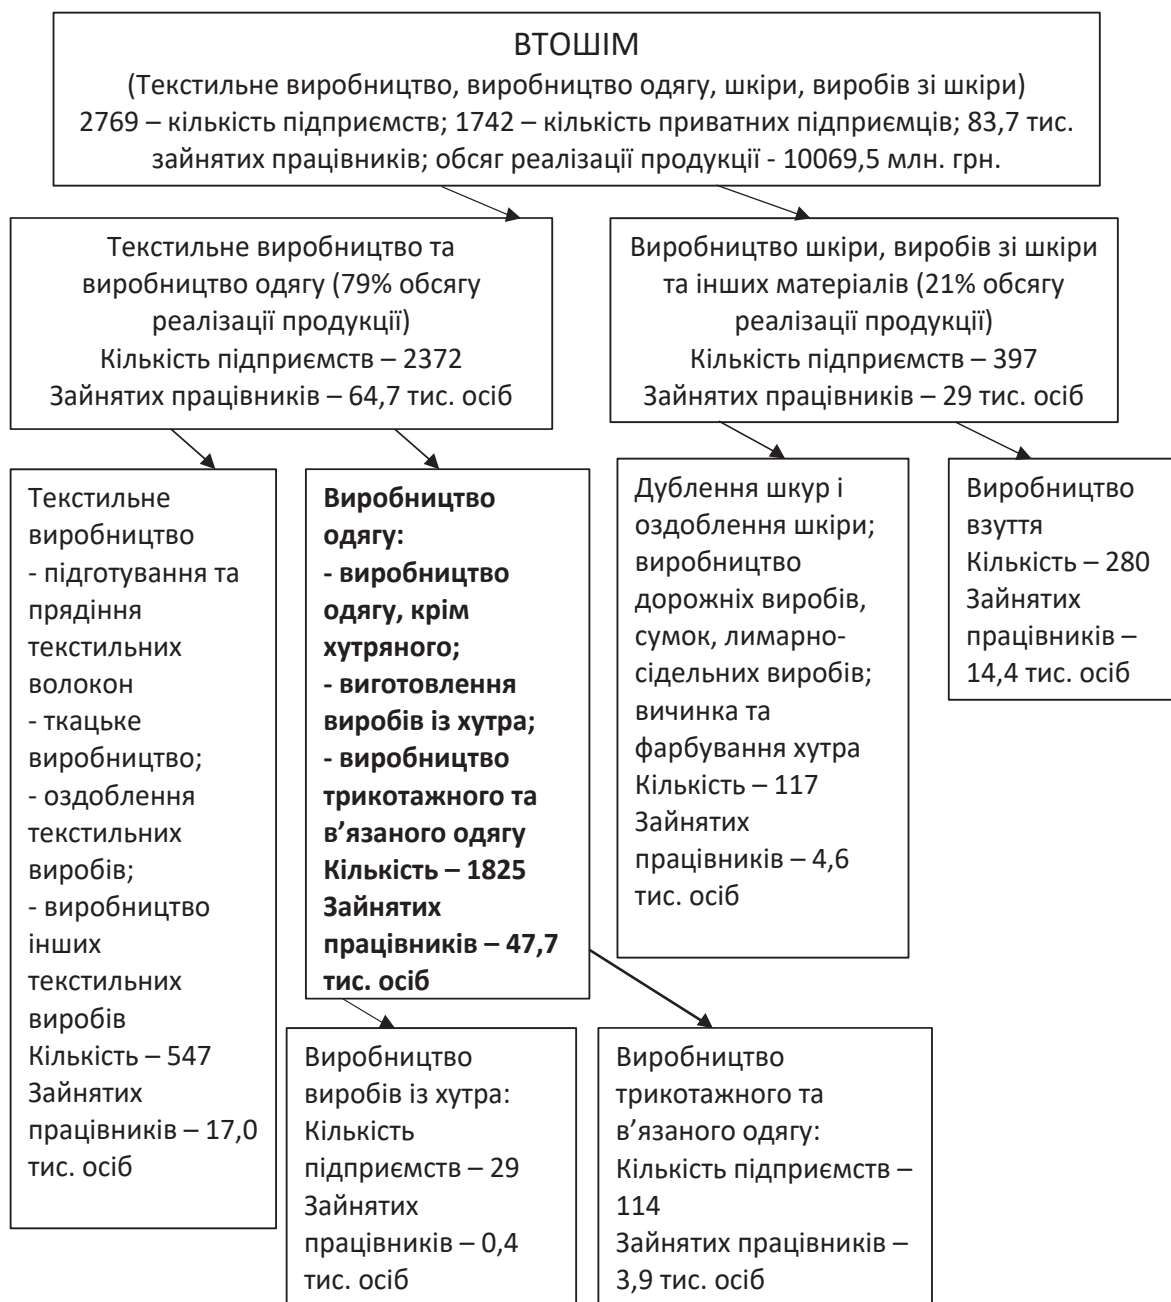 ВТОШІМ
(Текстильне виробництво, виробництво одягу, шкіри, виробів зі шкіри)
2769 – кількість підприємств; 1742 – кількість приватних підприємців; 83,7 тис.
зайнятих працівників; обсяг реалізації продукції - 10069,5 млн. грн.
Текстильне виробництво та
виробництво одягу (79% обсягу
реалізації продукції)
Кількість підприємств – 2372
Зайнятих працівників – 64,7 тис. осіб
Виробництво шкіри, виробів зі шкіри
та інших матеріалів (21% обсягу
реалізації продукції)
Кількість підприємств – 397
Зайнятих працівників – 29 тис. осіб
Текстильне
виробництво
- підготування та
прядіння
текстильних
волокон
- ткацьке
виробництво;
- оздоблення
текстильних
виробів;
- виробництво
інших
текстильних
виробів
Кількість – 547
Зайнятих
працівників – 17,0
тис. осіб
Виробництво
одягу:
- виробництво
одягу, крім
хутряного;
- виготовлення
виробів із хутра;
- виробництво
трикотажного та
в’язаного одягу
Кількість – 1825
Зайнятих
працівників – 47,7
тис. осіб
Дублення шкур і
оздоблення шкіри;
виробництво
дорожніх виробів,
сумок, лимарно-
сідельних виробів;
вичинка та
фарбування хутра
Кількість – 117
Зайнятих
працівників – 4,6
тис. осіб
Виробництво
взуття
Кількість – 280
Зайнятих
працівників –
14,4 тис. осіб
Виробництво
виробів із хутра:
Кількість
підприємств – 29
Зайнятих
працівників – 0,4
тис. осіб
Виробництво
трикотажного та
в’язаного одягу:
Кількість підприємств –
114
Зайнятих працівників –
3,9 тис. осіб